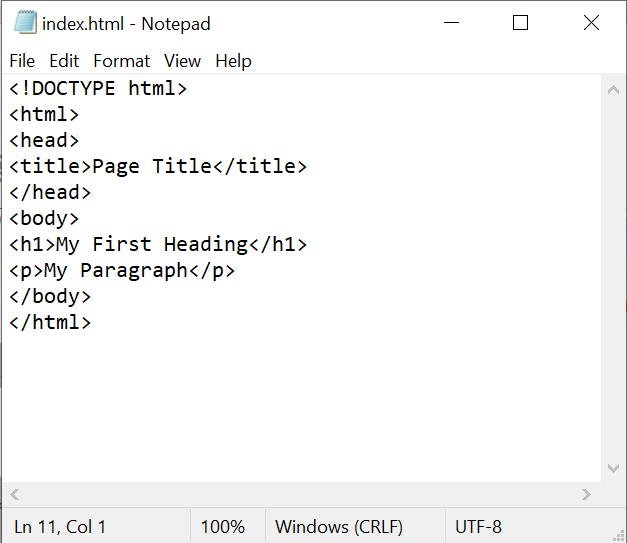 index.html - Notepad
File Edit Format View Help
<!DOCTYPE html>
<html>
<head>
<title>Page Title</title>
</head>
<body>
<h1>My First Heading</h1>
<p>My Paragraph</p>
</body>
</html>
Ln 11, Col 1 100% Windows (CRLF) UTF-8